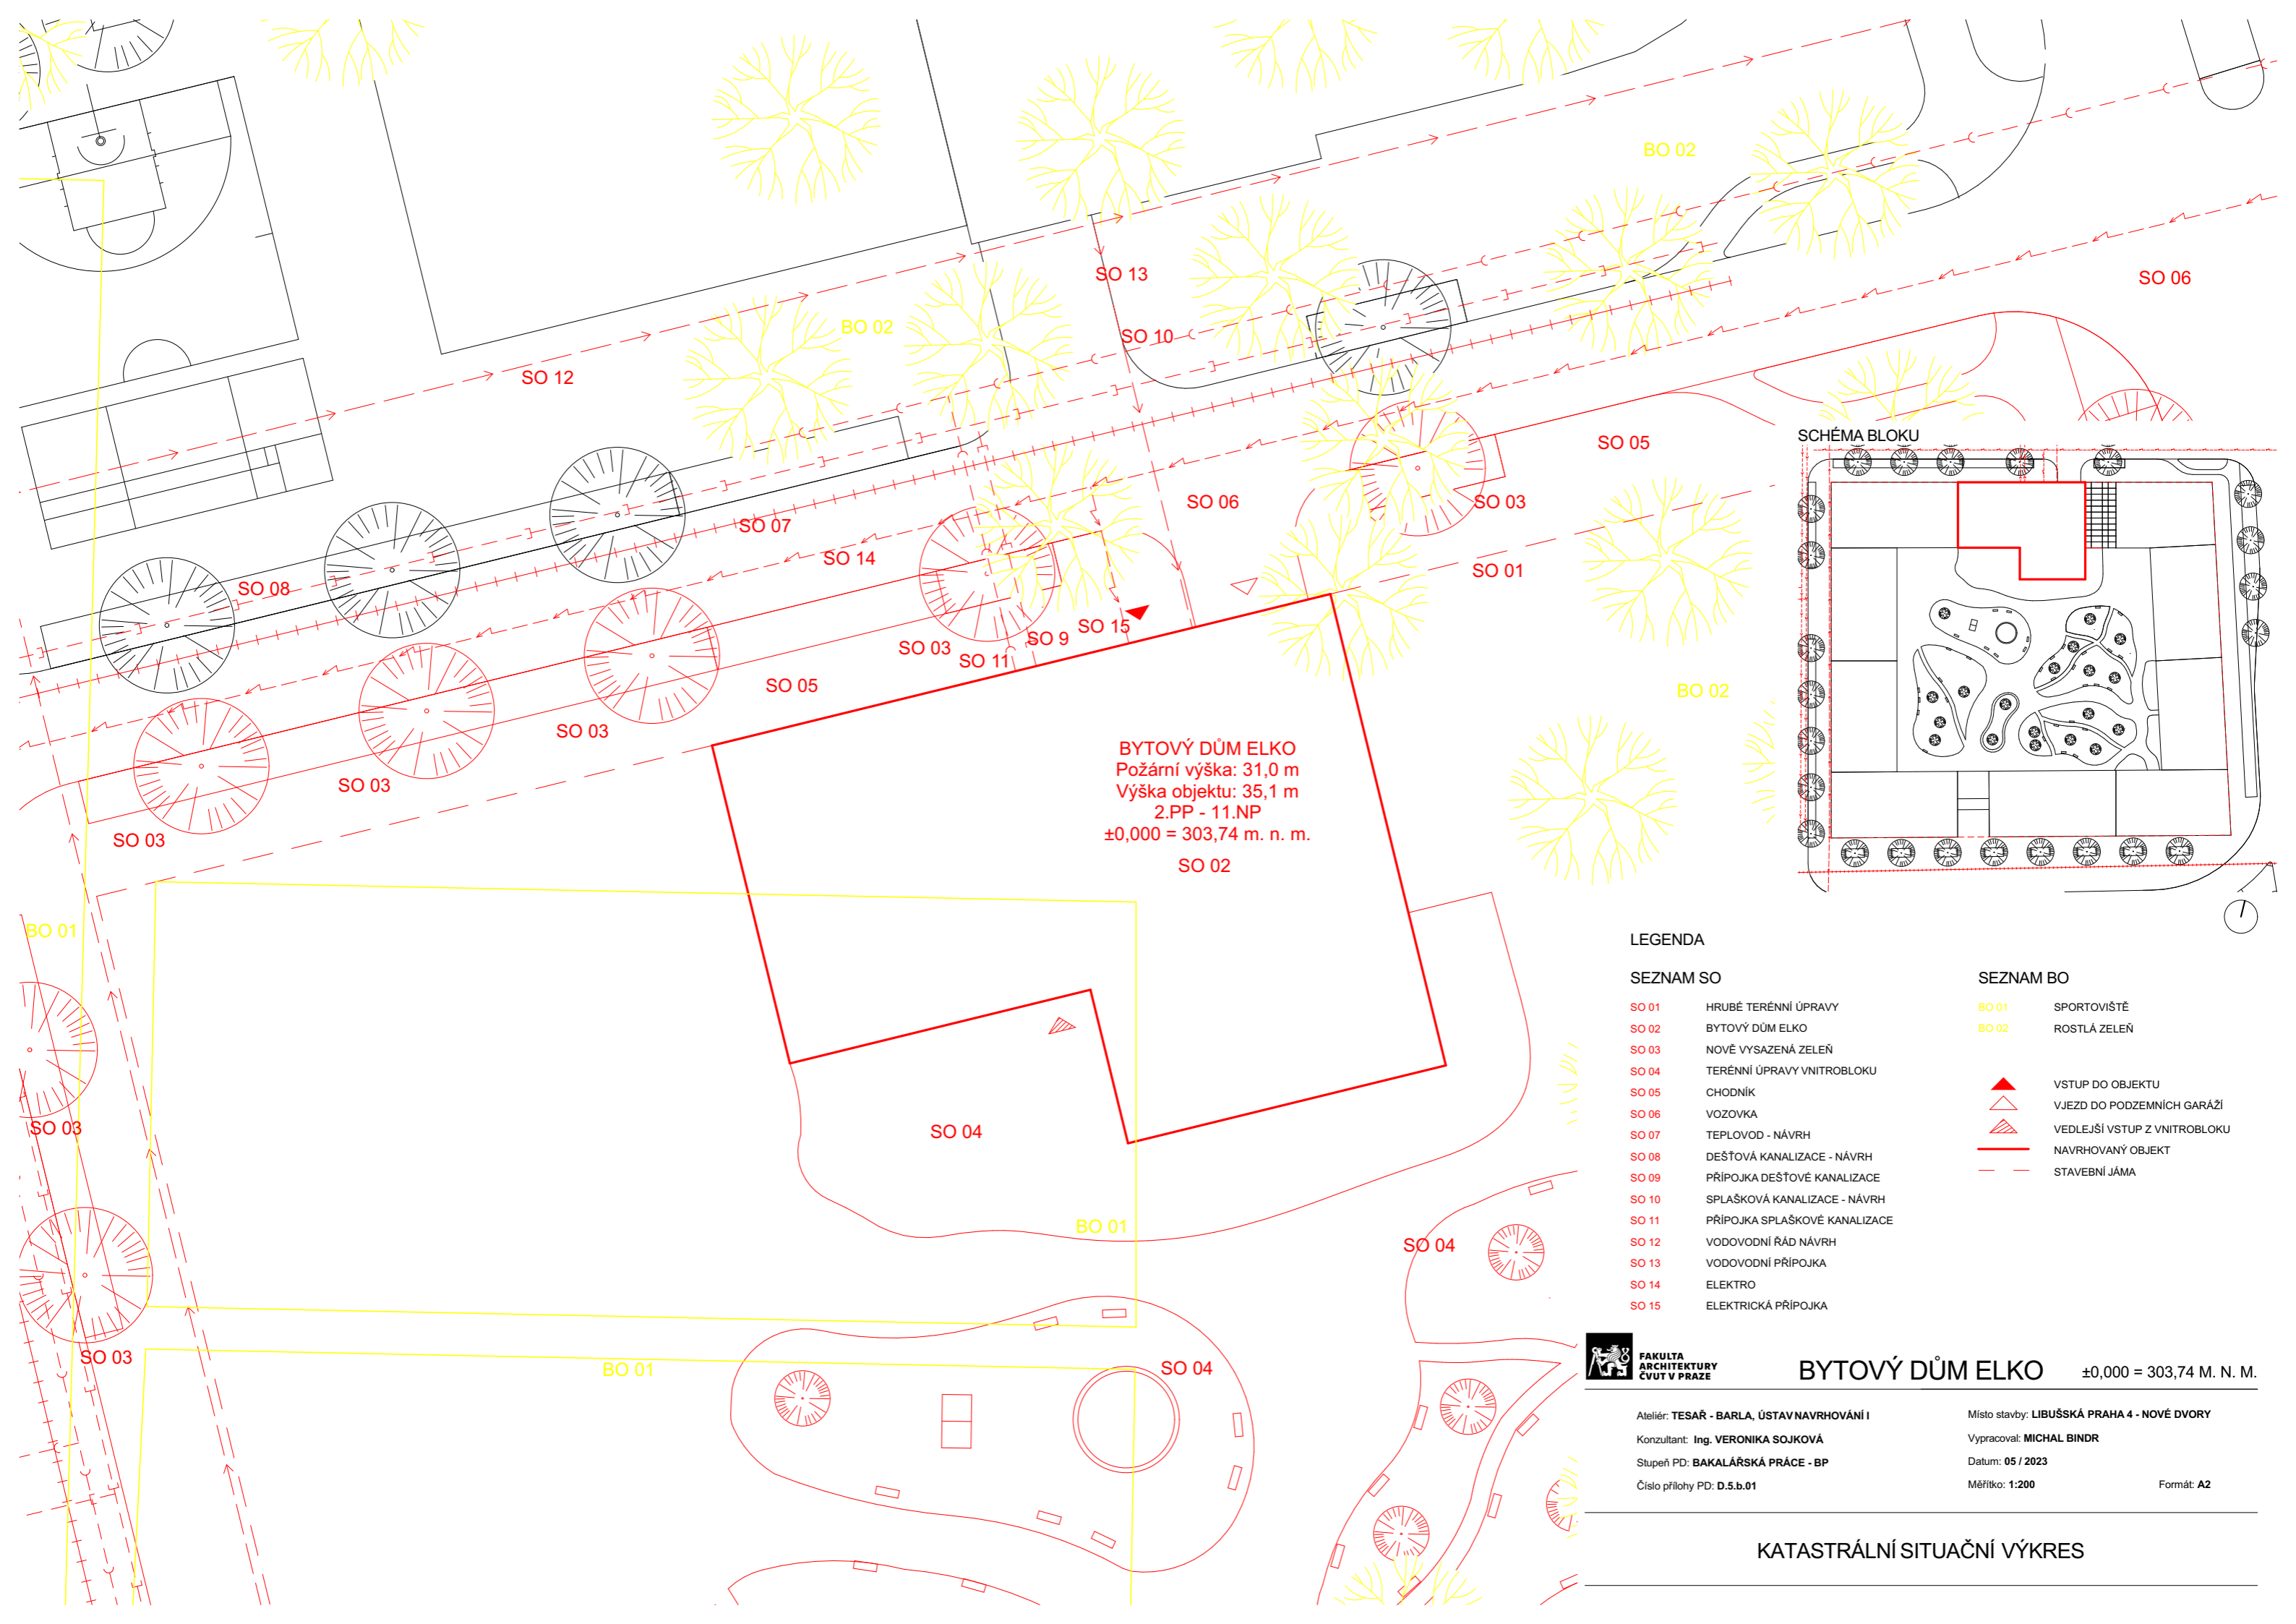 BO 02
SO 13
SO 06
BO 02
SO 10
SO 12
SO 05
SCHÉMA BLOKU
SO 06
SO 03
SO 07
SO 14
SO 01
SO 08
SO 15
SO 9
SO 03
SO 11
SO 05
BO 02
SO 03
BYTOVÝ DŮM ELKO
Požární výška: 31,0 m
Výška objektu: 35,1 m
2.PP - 11.NP
±0,000 = 303,74 m. n. m.
SO 02
SO 03
SO 03
BO 01
SO 03
SO 04
BO 01
SO 04
SO 03
BO 01
SO 04
LEGENDA
SEZNAM SO
SO 01 HRUBÉ TERÉNNÍ ÚPRAVY
SO 02 BYTOVÝ DŮM ELKO
SO 03 NOVĚ VYSAZENÁ ZELEŇ
SO 04 TERÉNNÍ ÚPRAVY VNITROBLOKU
SO 05 CHODNÍK
SO 06 VOZOVKA
SO 07 TEPLOVOD - NÁVRH
SO 08 DEŠŤOVÁ KANALIZACE - NÁVRH
SO 09 PŘÍPOJKA DEŠŤOVÉ KANALIZACE
SO 10 SPLAŠKOVÁ KANALIZACE - NÁVRH
SO 11 PŘÍPOJKA SPLAŠKOVÉ KANALIZACE
SO 12 VODOVODNÍ ŘÁD NÁVRH
SO 13 VODOVODNÍ PŘÍPOJKA
SO 14 ELEKTRO
SO 15 ELEKTRICKÁ PŘÍPOJKA
SEZNAM BO
BO 01 SPORTOVIŠTĚ
BO 02 ROSTLÁ ZELEŇ
VSTUP DO OBJEKTU
VJEZD DO PODZEMNÍCH GARÁŽÍ
VEDLEJŠÍ VSTUP Z VNITROBLOKU
NAVRHOVANÝ OBJEKT
STAVEBNÍ JÁMA
FAKULTA
ARCHITEKTURY
ČVUT V PRAZE
BYTOVÝ DŮM ELKO
±0,000 = 303,74 M. N. M.
Ateliér: TESAŘ - BARLA, ÚSTAV NAVRHOVÁNÍ I
Konzultant: Ing. VERONIKA SOJKOVÁ
Stupeň PD: BAKALÁŘSKÁ PRÁCE - BP
Číslo přílohy PD: D.5.b.01
Místo stavby: LIBUŠSKÁ PRAHA 4 - NOVÉ DVORY
Vypracoval: MICHAL BINDR
Datum: 05 / 2023
Měřítko: 1:200
Formát: A2
KATASTRÁLNÍ SITUAČNÍ VÝKRES